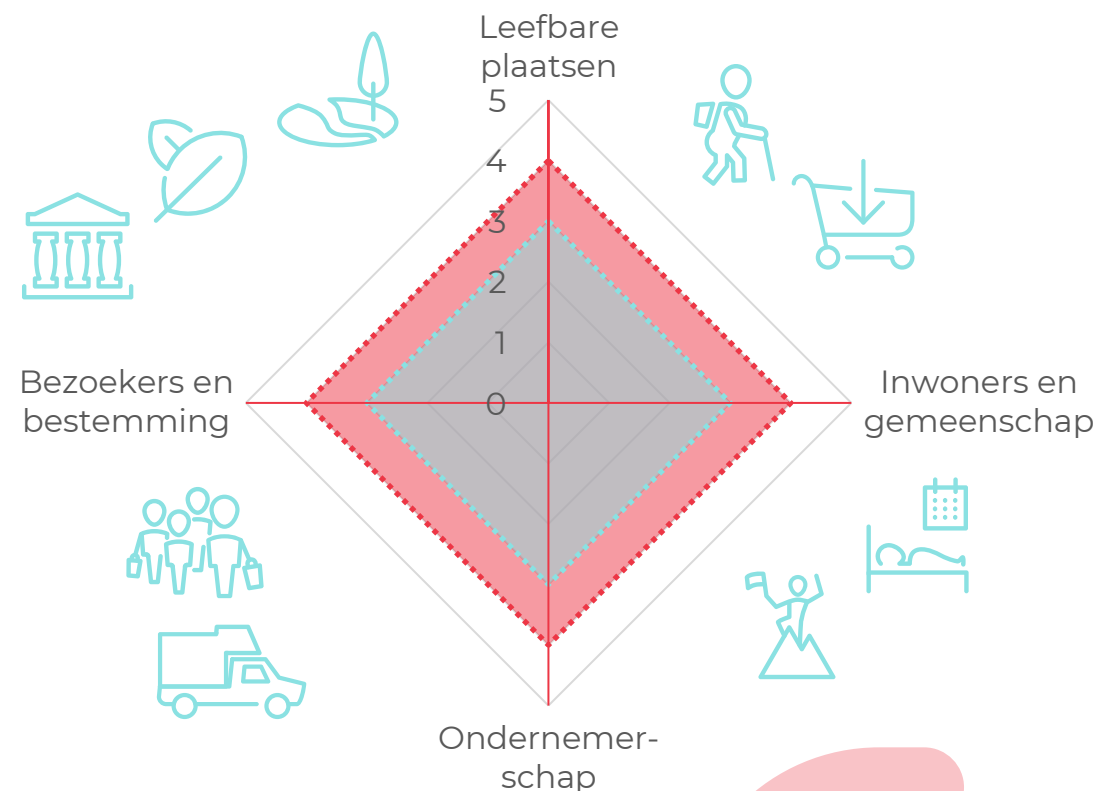 Leefbare
plaatsen
5
4
3
2
1
0
Bezoekers en
bestemming
Inwoners en
gemeenschap
Ondernemer-
schap